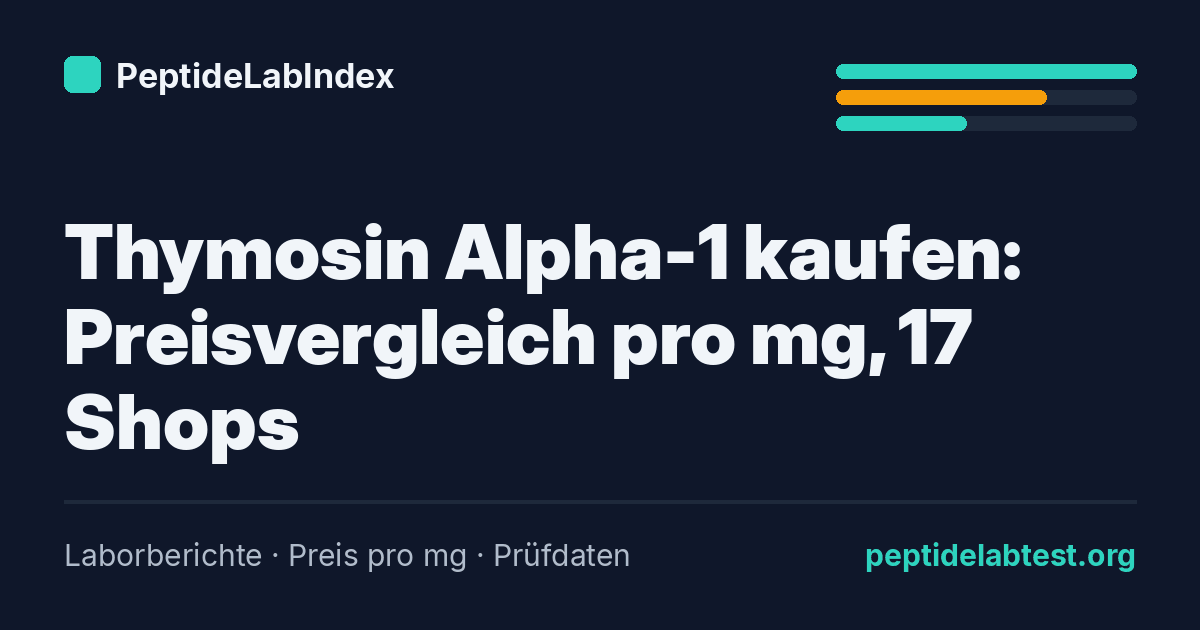 PeptideLabIndex
Thymosin Alpha-1 kaufen:
Preisvergleich pro mg, 17
Shops
Laborberichte · Preis pro mg · Prüfdaten
peptidelabtest.org